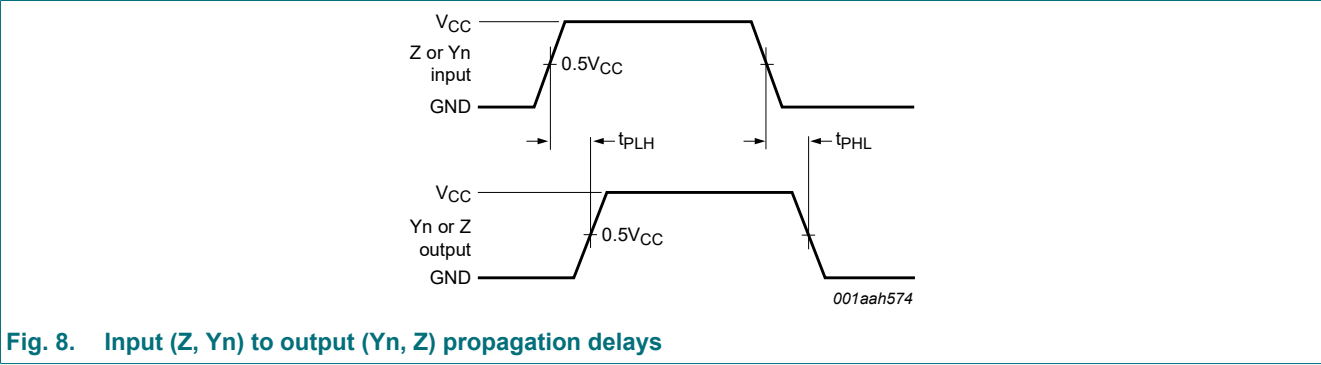 VCC
Z or Yn
input
0.5VCC
GND
tPLH
tPHL
VCC
Yn or Z
output
0.5VCC
GND
001aah574
Fig. 8. Input (Z, Yn) to output (Yn, Z) propagation delays